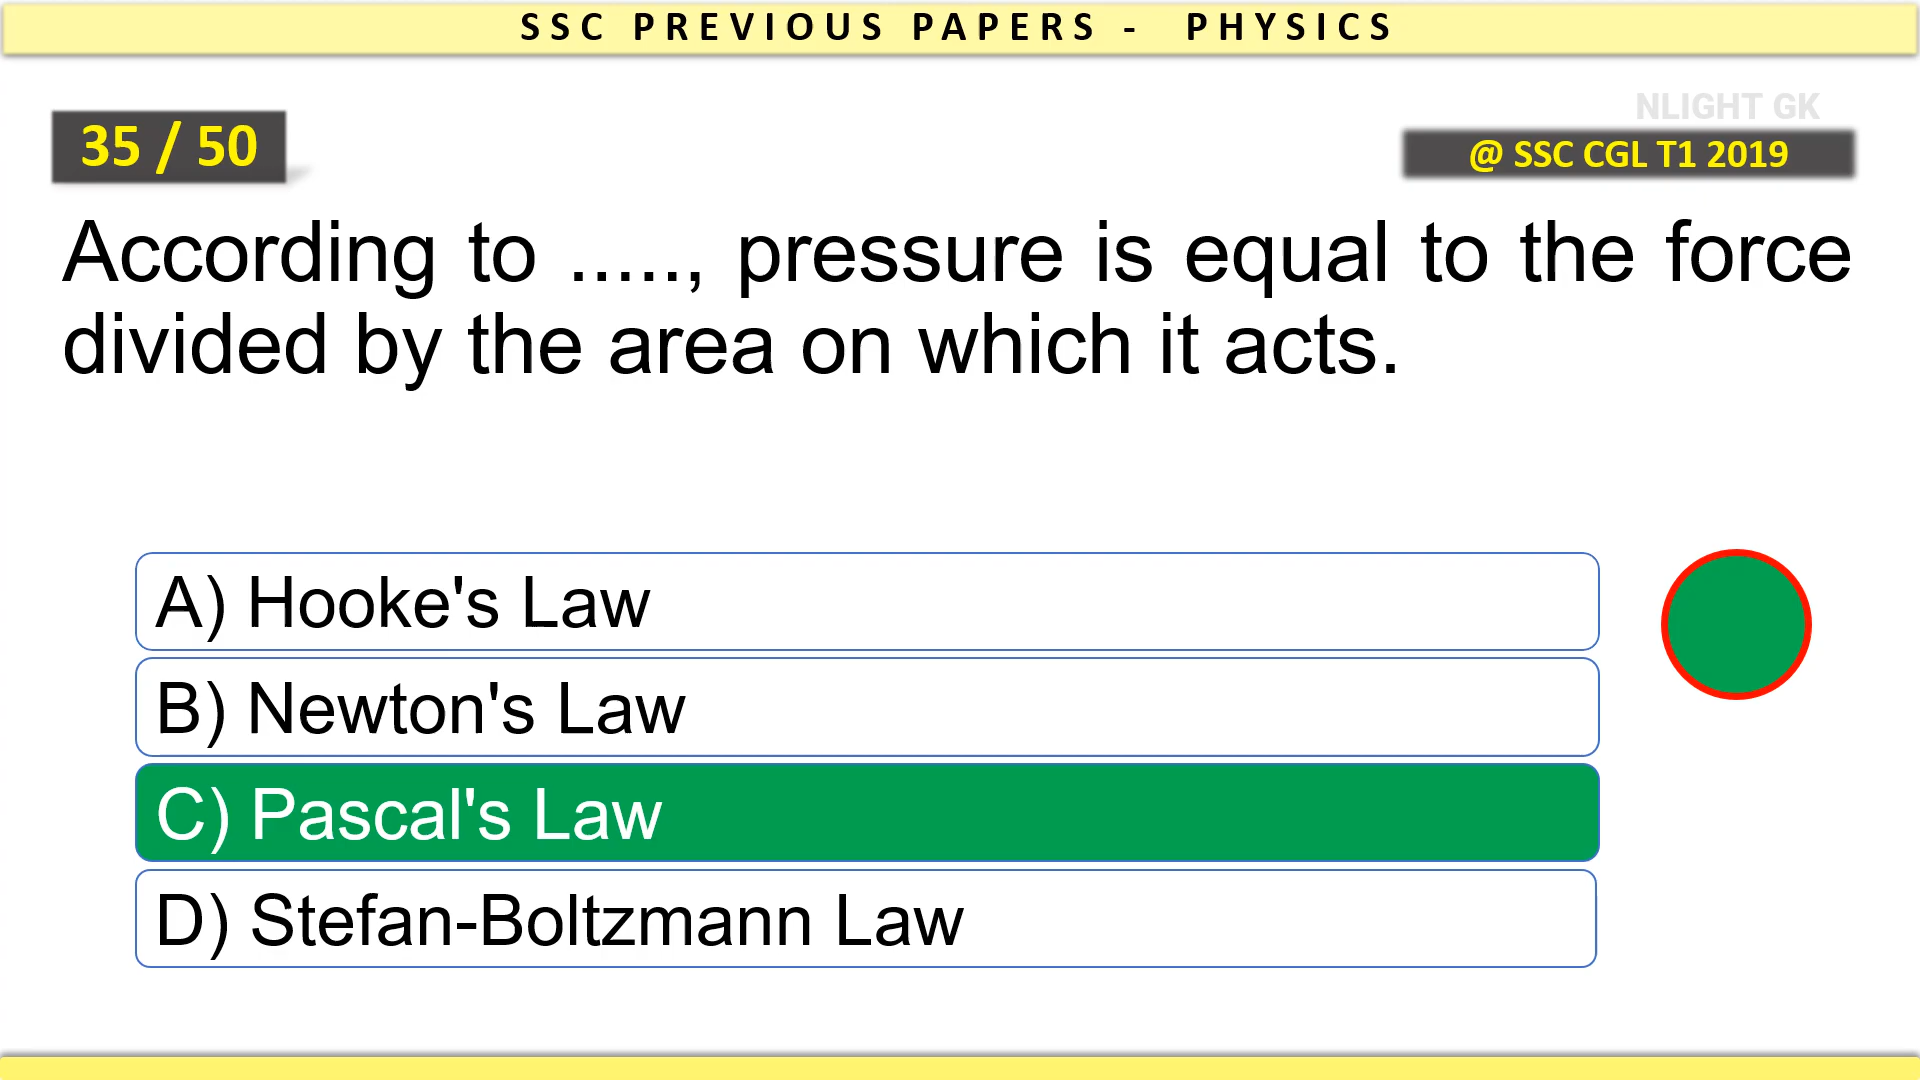 SSC PREVIOUS PAPERS - PHYSICS
NLIGHT GK
35 / 50
@ SSC CGL T1 2019
According to ....., pressure is equal to the force
divided by the area on which it acts.
A) Hooke's Law
B) Newton's Law
C) Pascal's Law
D) Stefan-Boltzmann Law